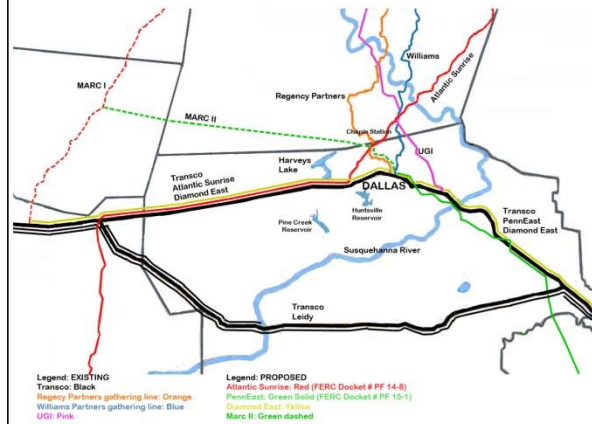 Williams
MARC I
Atlantic Sunrise
Regency Partners
MARC II
Chapin Station
UGI
Transco
Atlantic Sunrise
Diamond East
Harveys
Lake
DALLAS
Huntsville
Reservoir
Pine Creek
Reservoir
Transco
PennEast
Diamond East
Susquehanna River
Transco
Leidy
Legend: EXISTING
Transco: Black
Regecy Partners gathering line: Orange
Williams Partners gathering line: Blue
UGI: Pink
Legend: PROPOSED
Atlantic Sunrise: Red (FERC Docket # PF 14-8)
PennEast: Green Solid (FERC Docket # PF 15-1)
Diamond East: Yellow
Marc II: Green dashed